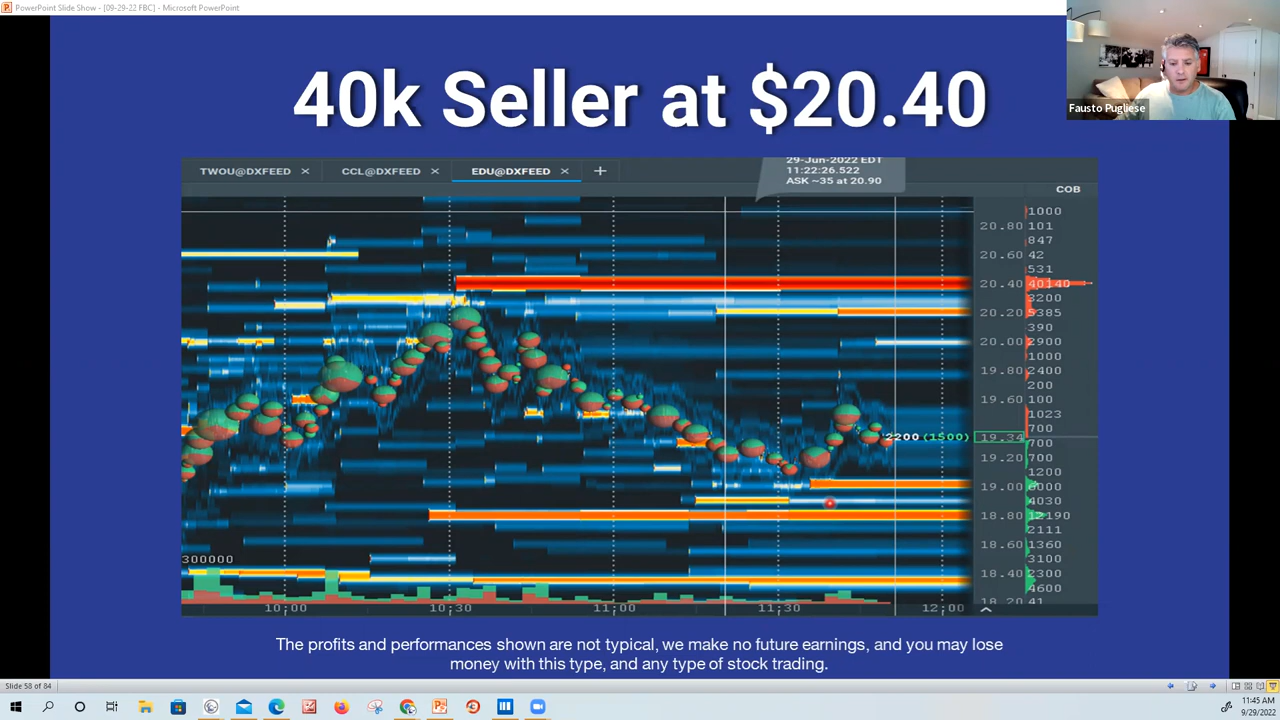 PowerPoint Slide Show - [09-29-22 FBC] - Microsoft PowerPoint
Fausto Pugliese
40k Seller at $20.40
TWOU@DXFEED ×
CCL@DXFEED ×
EDU@DXFEED ×
+
29-Jun-2022 EDT
11:22:26.522
ASK ~35 at 20.90
COB
1000
20.80 101
847
20.60 42
531
20.40 40140
3200
20.20 5385
390
20.00 2900
1000
19.80 2400
200
19.60 100
1023
700
2200 (1500) 19.34
700
19.20 700
1200
19.00 6000
4030
18.80 12190
2111
18.60 1360
3100
18.40 2300
4600
18.20 41
300000
10:00 10:30 11:00 11:30 12:00
The profits and performances shown are not typical, we make no future earnings, and you may lose
money with this type, and any type of stock trading.
Slide 58 of 84
11:45 AM
9/29/2022